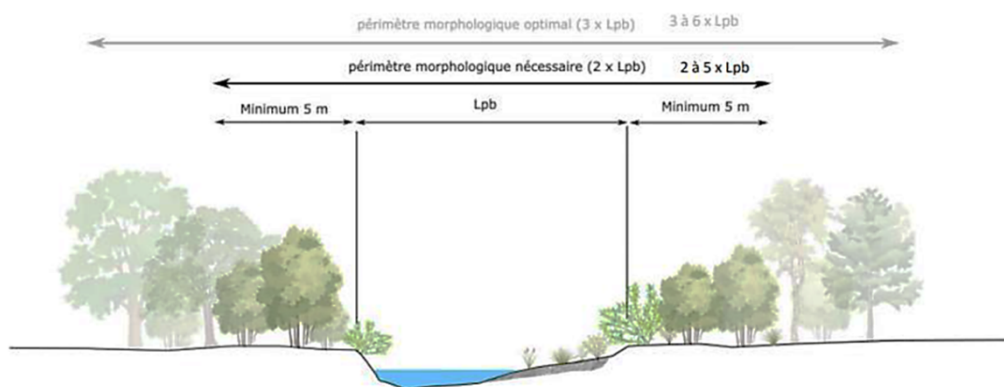 périmètre morphologique optimal (3 x Lpb) 3 à 6 x Lpb
périmètre morphologique nécessaire (2 x Lpb) 2 à 5 x Lpb
Minimum 5 m Lpb Minimum 5 m